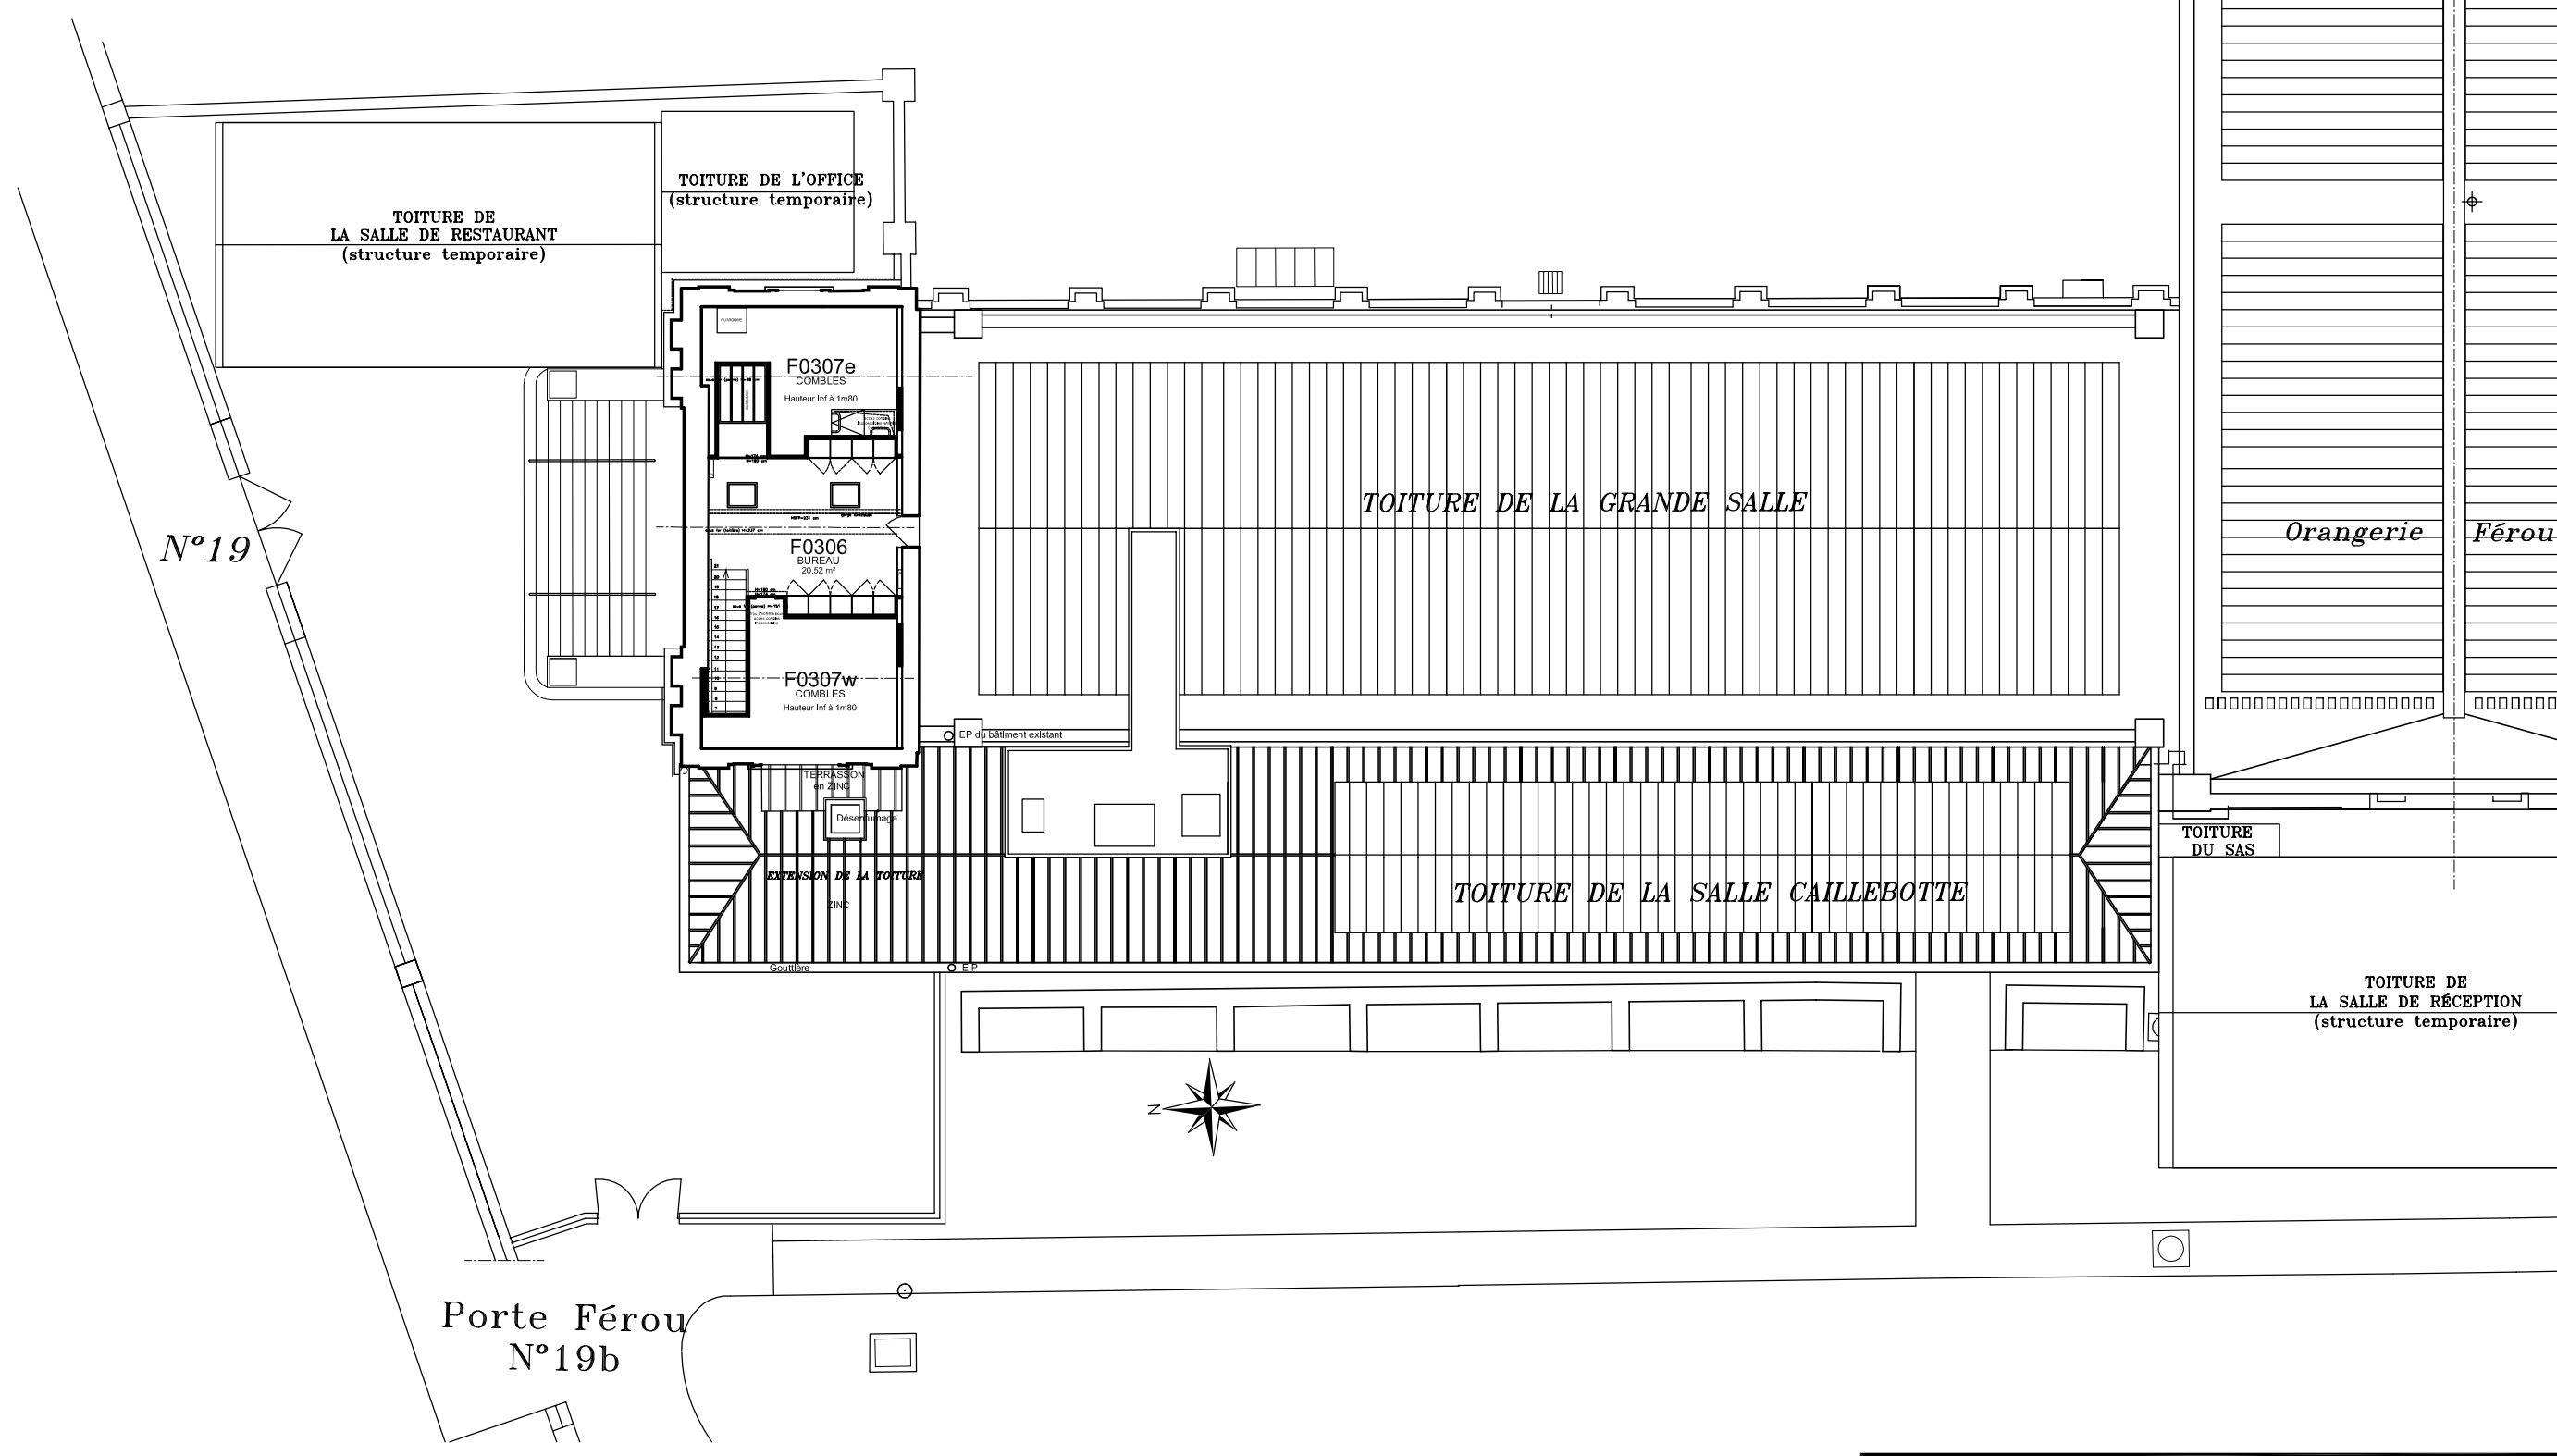 TOITURE DE L'OFFICE
(structure temporaire)
TOITURE DE
LA SALLE DE RESTAURANT
(structure temporaire)
F0307e
COMBLES
Hauteur Inf à 1m80
TOITURE DE LA GRANDE SALLE
Orangerie Férou
N°19
F0306
BUREAU
20.52 m²
F0307w
COMBLES
Hauteur Inf à 1m80
EP du bâtiment existant
TERRASSON
en ZINC
Désenfumage
EXTENSION DE LA TOITURE
ZINC
TOITURE DE LA SALLE CAILLEBOTTE
TOITURE
DU SAS
Gouttière
E.P
TOITURE DE
LA SALLE DE RÉCEPTION
(structure temporaire)
N
Porte Férou
N°19b